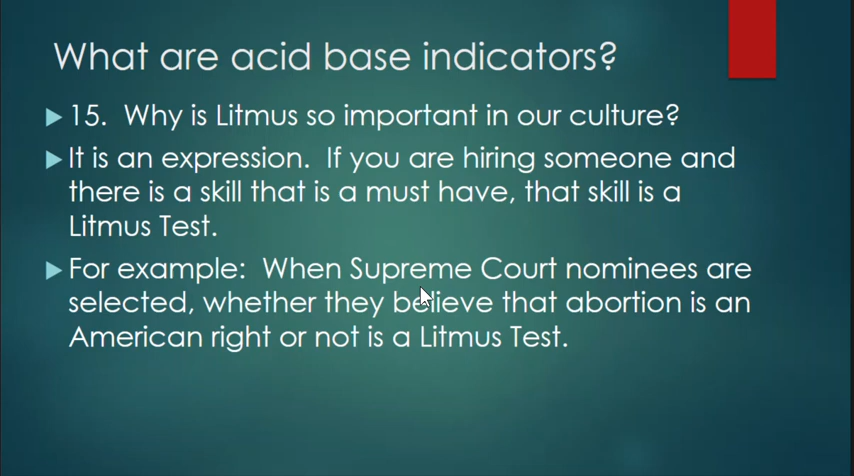 What are acid base indicators?
15.  Why is Litmus so important in our culture?
It is an expression.  If you are hiring someone and
there is a skill that is a must have, that skill is a
Litmus Test.
For example:  When Supreme Court nominees are
selected, whether they believe that abortion is an
American right or not is a Litmus Test.